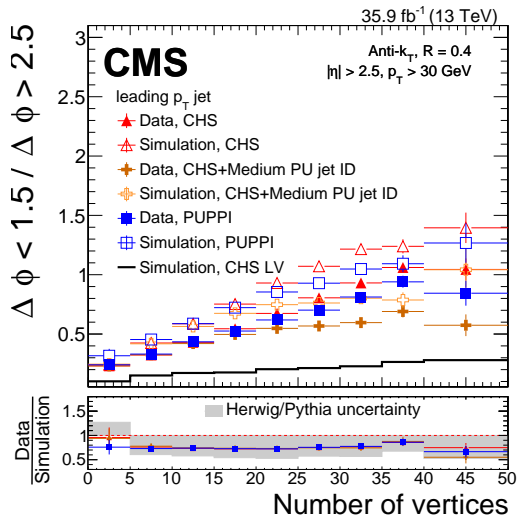 35.9 fb⁻¹ (13 TeV)
CMS
Anti-k_T, R = 0.4
|η| > 2.5, p_T > 30 GeV
leading p_T jet
Data, CHS
Simulation, CHS
Data, CHS+Medium PU jet ID
Simulation, CHS+Medium PU jet ID
Data, PUPPI
Simulation, PUPPI
Simulation, CHS LV
Δ ϕ < 1.5 / Δ ϕ > 2.5
3
2.5
2
1.5
1
0.5
Herwig/Pythia uncertainty
Data
Simulation
1.5
1
0.5
0 5 10 15 20 25 30 35 40 45 50
Number of vertices